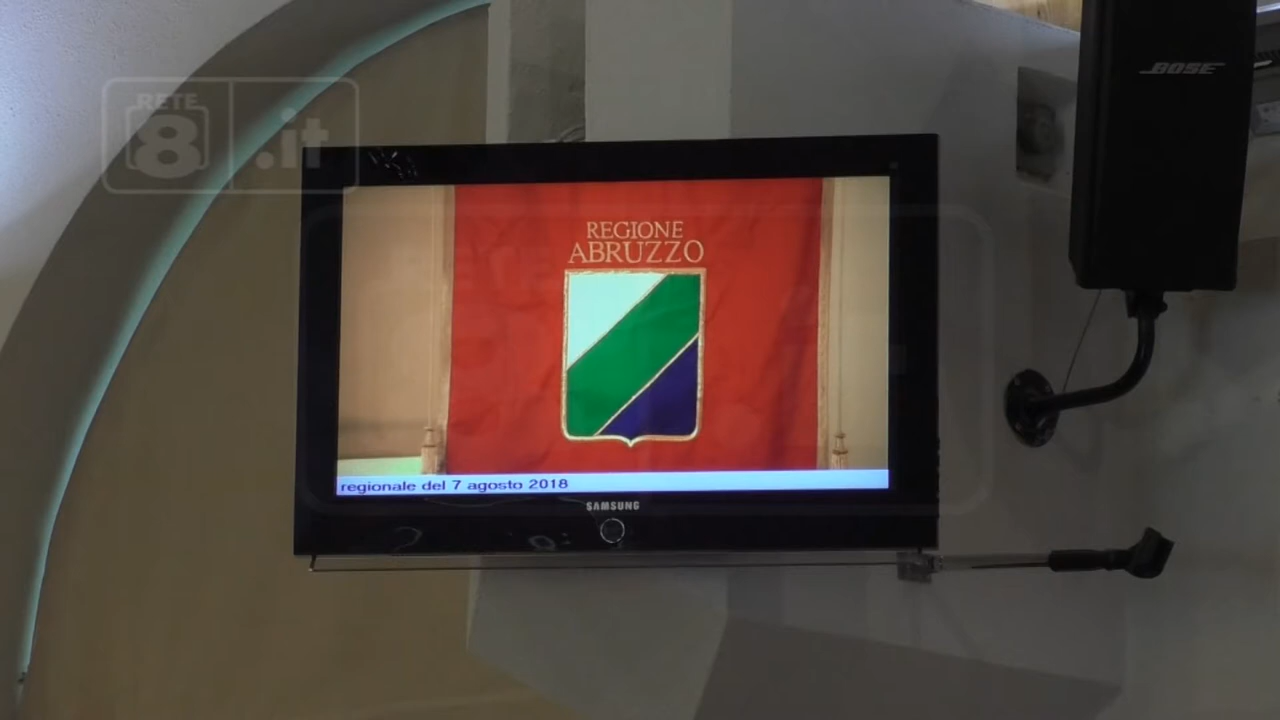 RETE
8 .it
BOSE
REGIONE
ABRUZZO
regionale del 7 agosto 2018
SAMSUNG